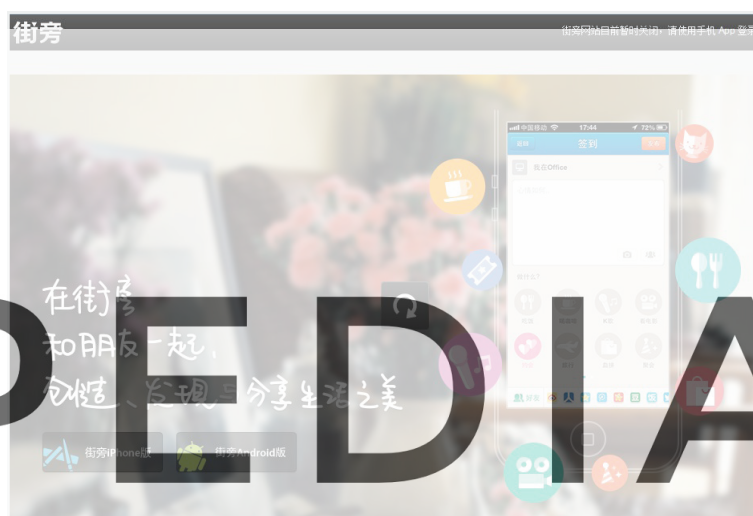 街旁
街旁网站目前暂时关闭，请使用手机 App 登录
中国移动 17:44 72%
签到
我在Office
在街旁
和朋友一起，
创造、发现与分享生活之美
PEDIA
街旁iPhone版 街旁Android版